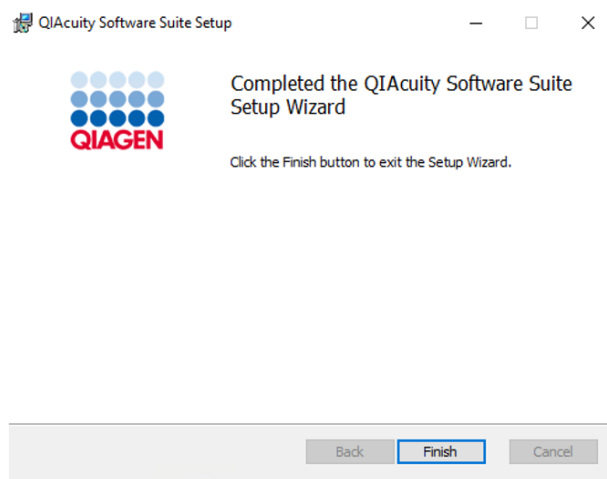 QIAcuity Software Suite Setup
QIAGEN
Completed the QIAcuity Software Suite
Setup Wizard
Click the Finish button to exit the Setup Wizard.
Back
Finish
Cancel